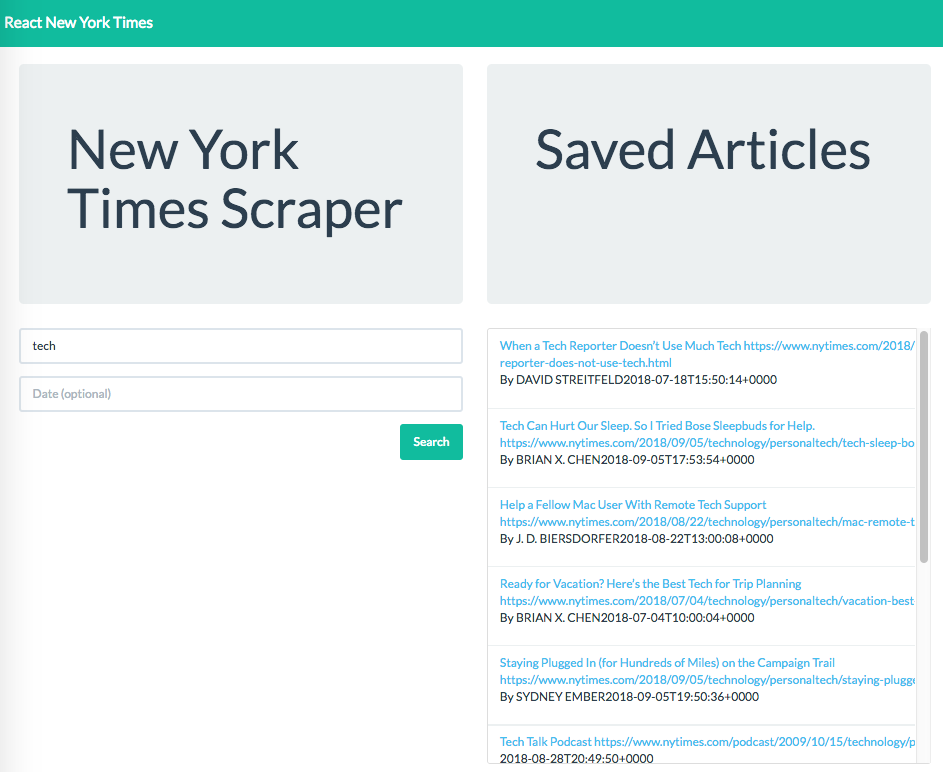 React New York Times
New York
Times Scraper
Saved Articles
tech
Date (optional)
Search
When a Tech Reporter Doesn't Use Much Tech https://www.nytimes.com/2018/
reporter-does-not-use-tech.html
By DAVID STREITFELD2018-07-18T15:50:14+0000
Tech Can Hurt Our Sleep. So I Tried Bose Sleepbuds for Help.
https://www.nytimes.com/2018/09/05/technology/personaltech/tech-sleep-bo
By BRIAN X. CHEN2018-09-05T17:53:54+0000
Help a Fellow Mac User With Remote Tech Support
https://www.nytimes.com/2018/08/22/technology/personaltech/mac-remote-t
By J. D. BIERSDORFER2018-08-22T13:00:08+0000
Ready for Vacation? Here's the Best Tech for Trip Planning
https://www.nytimes.com/2018/07/04/technology/personaltech/vacation-best
By BRIAN X. CHEN2018-07-04T10:00:04+0000
Staying Plugged In (for Hundreds of Miles) on the Campaign Trail
https://www.nytimes.com/2018/09/05/technology/personaltech/staying-plugge
By SYDNEY EMBER2018-09-05T19:50:36+0000
Tech Talk Podcast https://www.nytimes.com/podcast/2009/10/15/technology/p
2018-08-28T20:49:50+0000